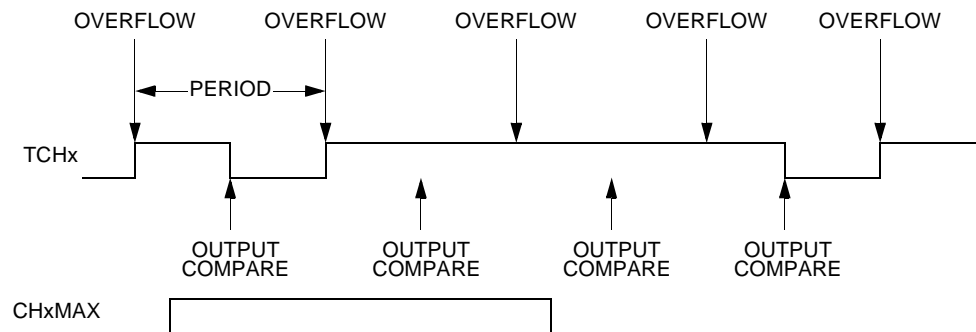 OVERFLOW OVERFLOW OVERFLOW OVERFLOW OVERFLOW
PERIOD
TCHx
OUTPUT COMPARE
OUTPUT COMPARE
OUTPUT COMPARE
OUTPUT COMPARE
CHxMAX